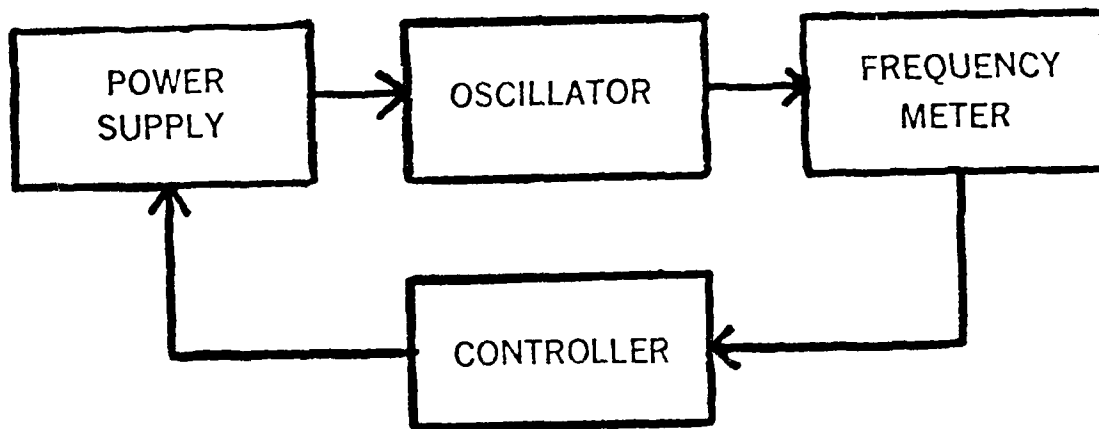 POWER
SUPPLY
OSCILLATOR
FREQUENCY
METER
CONTROLLER